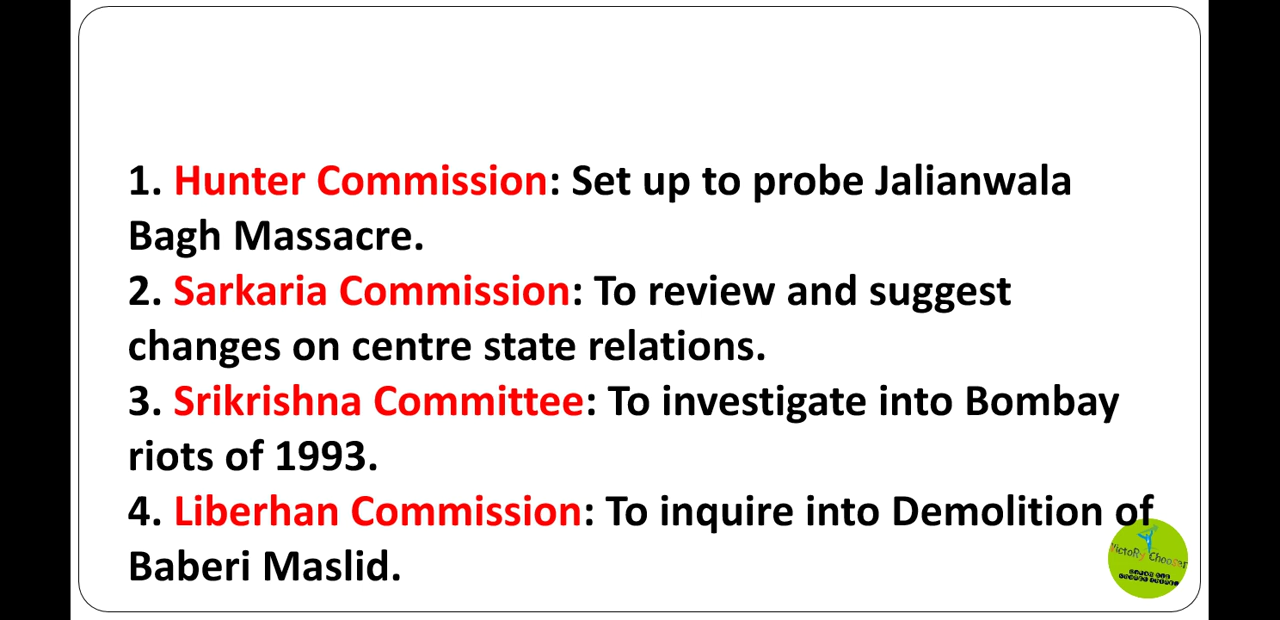 1. Hunter Commission: Set up to probe Jalianwala
Bagh Massacre.
2. Sarkaria Commission: To review and suggest
changes on centre state relations.
3. Srikrishna Committee: To investigate into Bombay
riots of 1993.
4. Liberhan Commission: To inquire into Demolition of
Baberi Maslid.
VictoRy Chooser